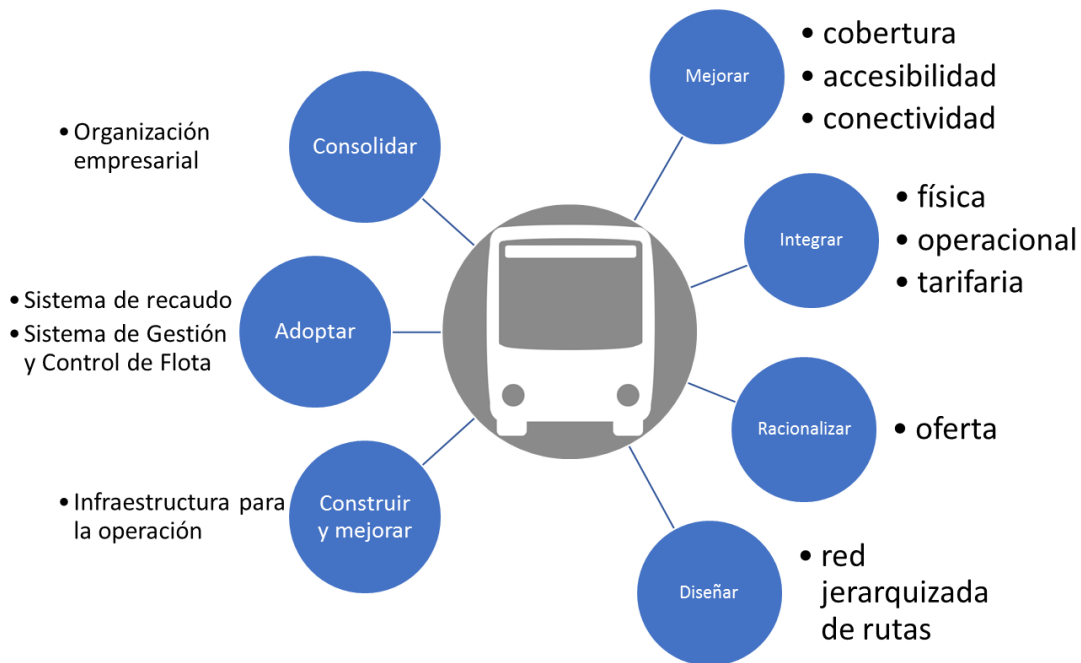 Consolidar
• Organización
empresarial
Adoptar
• Sistema de recaudo
• Sistema de Gestión
y Control de Flota
Construir
y mejorar
• Infraestructura para
la operación
Mejorar
• cobertura
• accesibilidad
• conectividad
Integrar
• física
• operacional
• tarifaria
Racionalizar
• oferta
Diseñar
• red
jerarquizada
de rutas